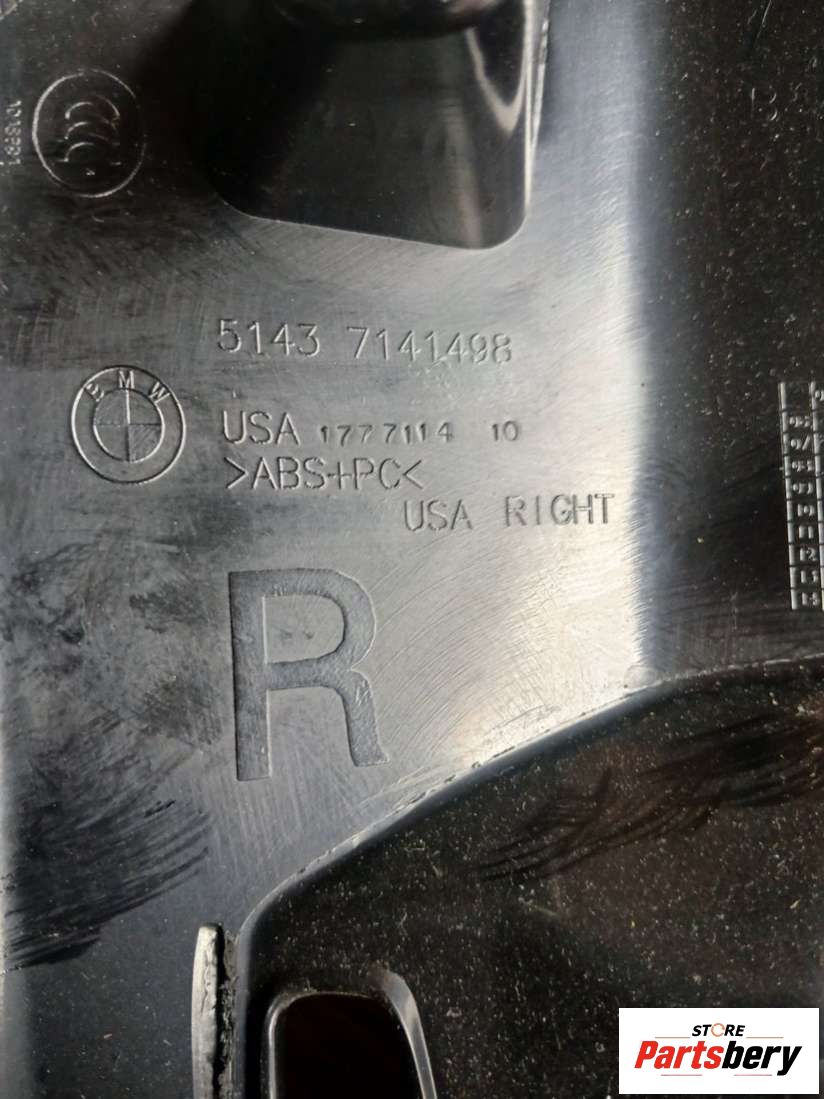 5143 7141498
BMW
USA 1777114 10
>ABS+PC<
USA RIGHT
R
STORE
Partsbery